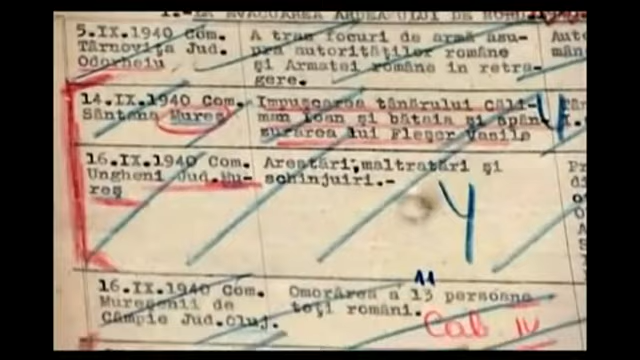 1.-LA EVACUAREA ARDEALULUI DE NORD
5.IX.1940 Com.
Târnovița Jud.
Odorheiu
A tras focuri de armă asu-
pra autorităților române
și Armatei române în retra-
gere.
14.IX.1940 Com.
Sântana Mureș
Impușcarea tânărului Căli-
man Ioan și bătaia și spân-
zurarea lui Fleșer Vasile
16.IX.1940 Com.
Ungheni Jud.Mu-
reș
Arestări,maltratări și
schinjuiri.-
16.IX.1940 Com.
Mureșenii de
Câmpie Jud.Cluj.
Omorârea a 13 persoane
toți români.
11
Cab IV